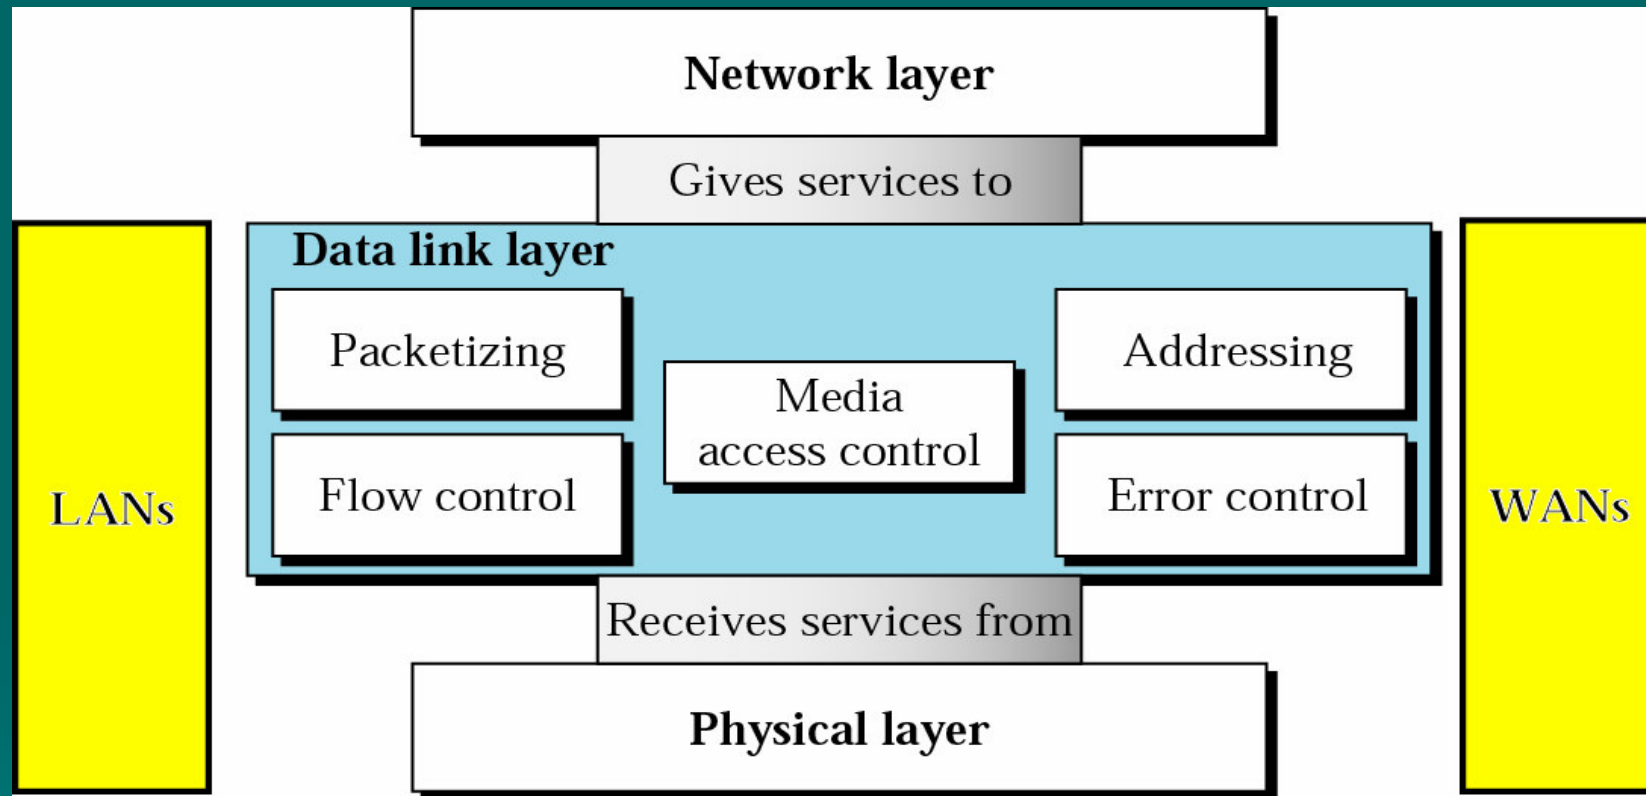 Network layer
Gives services to
Data link layer
Packetizing
Addressing
Media
access control
Flow control
Error control
LANs
WANs
Receives services from
Physical layer